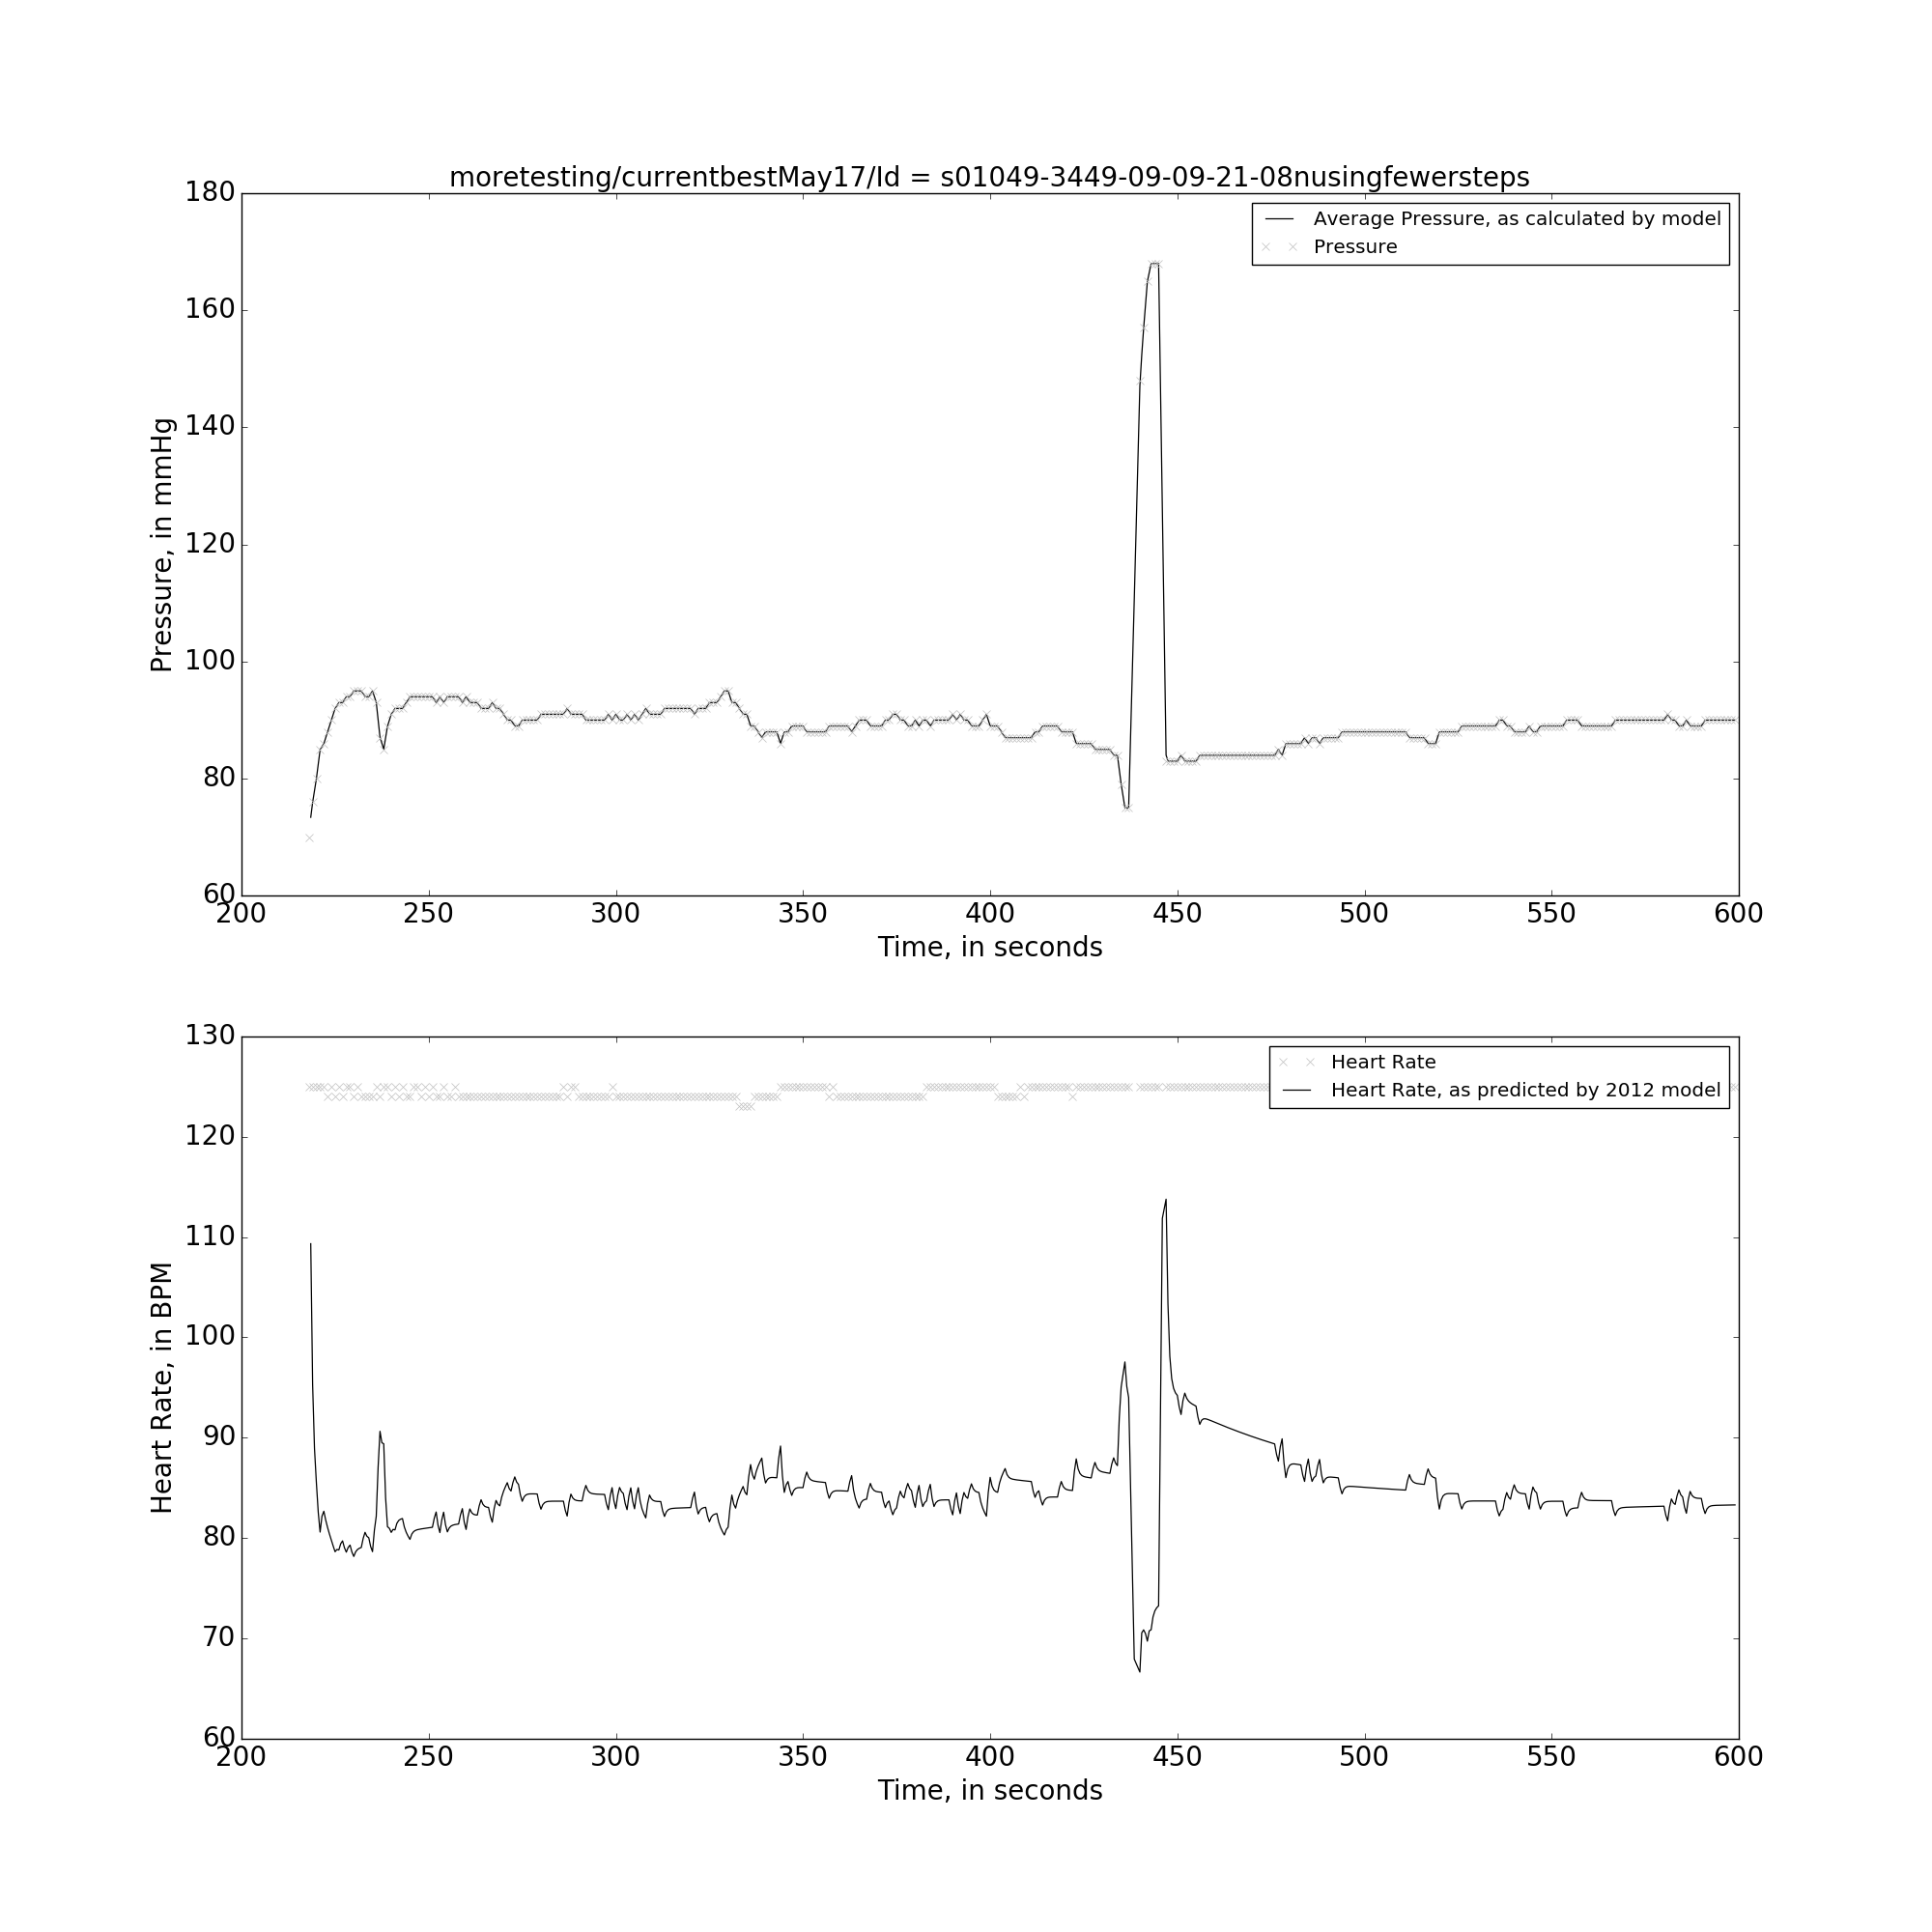 moretesting/currentbestMay17/Id = s01049-3449-09-09-21-08nusingfewersteps
180
160
140
120
100
80
60
Pressure, in mmHg
Average Pressure, as calculated by model
Pressure
200 250 300 350 400 450 500 550 600
Time, in seconds
130
120
110
100
90
80
70
60
Heart Rate, in BPM
Heart Rate
Heart Rate, as predicted by 2012 model
200 250 300 350 400 450 500 550 600
Time, in seconds